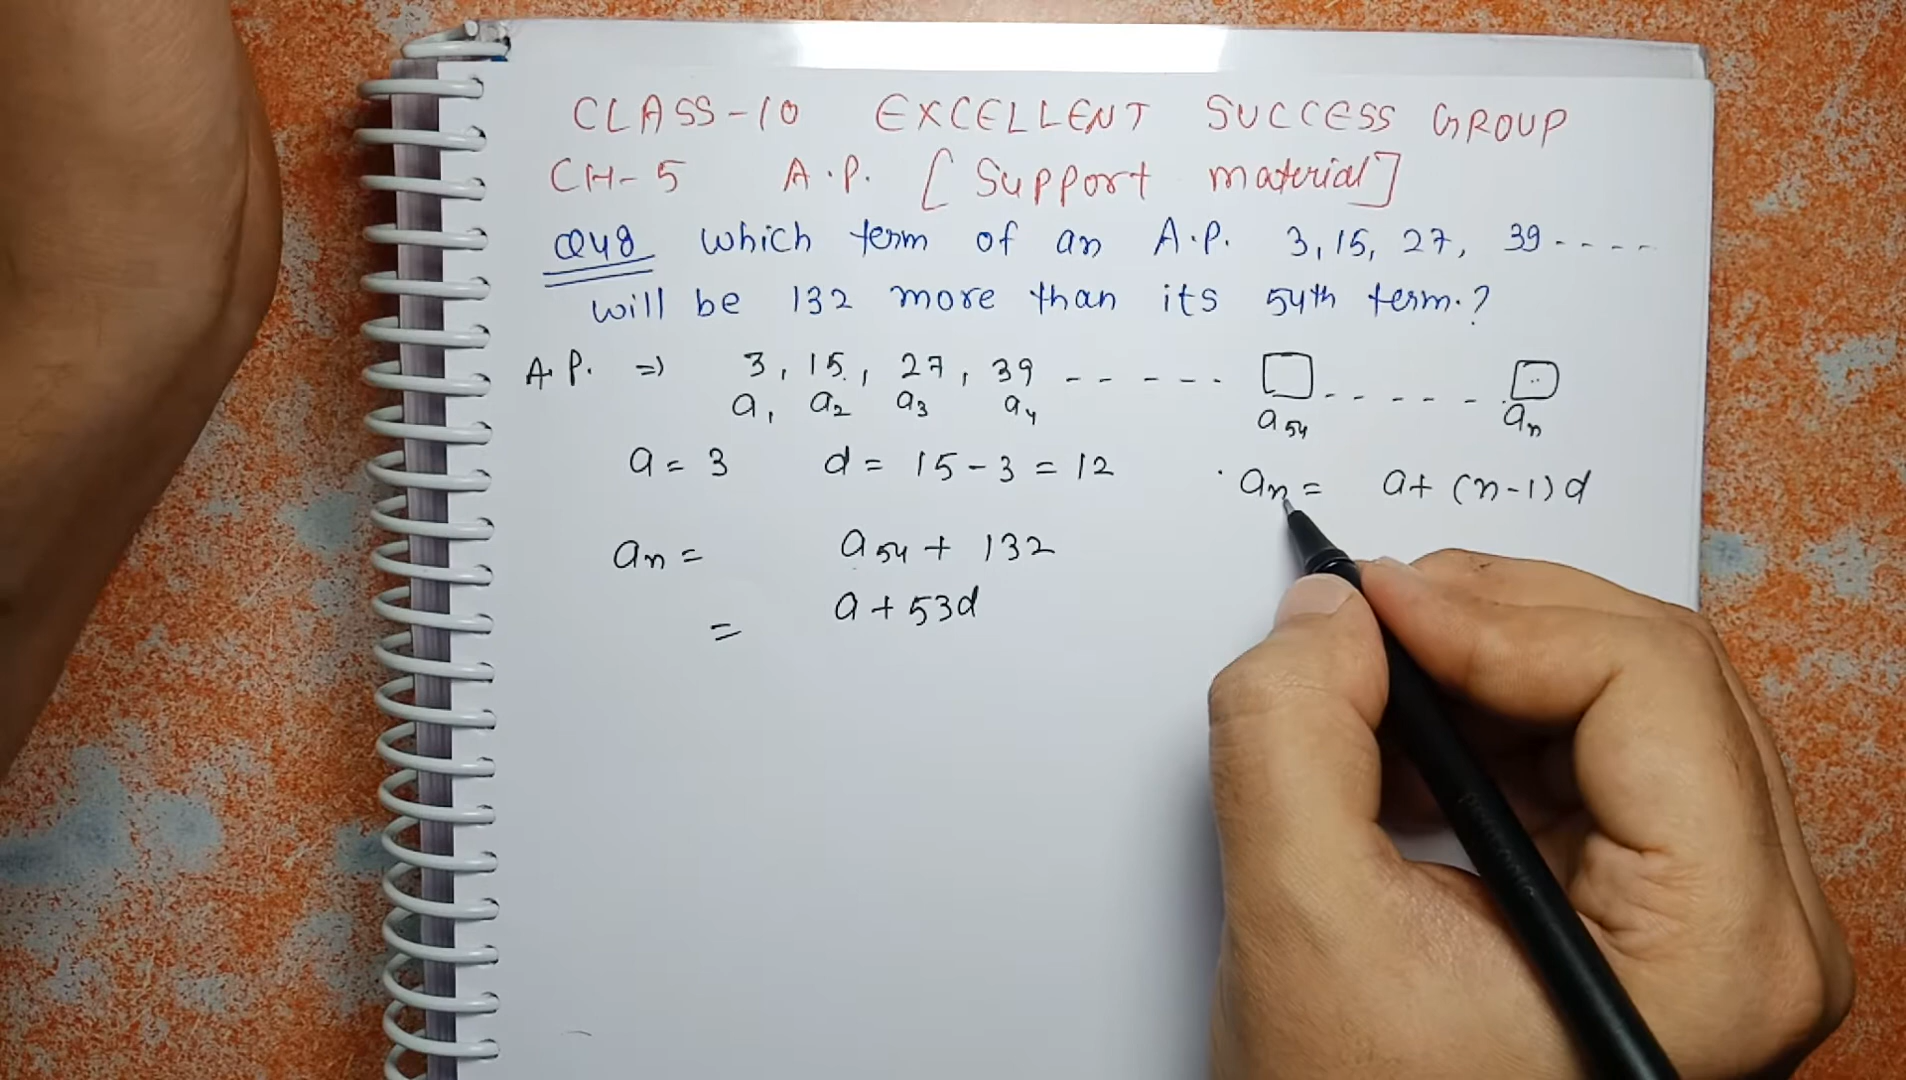 CLASS-10 EXCELLENT SUCCESS GROUP
CH-5 A.P. [Support material]
Q48 Which term of an A.P. 3, 15, 27, 39 - - - -
will be 132 more than its 54th term.?
A.P. => 3, 15, 27, 39 - - - - - □ - - - - - □
a₁ a₂ a₃ a₄ a₅₄ aₙ
a = 3 d = 15 - 3 = 12
aₙ = a + (n-1)d
aₙ = a₅₄ + 132
= a + 53d